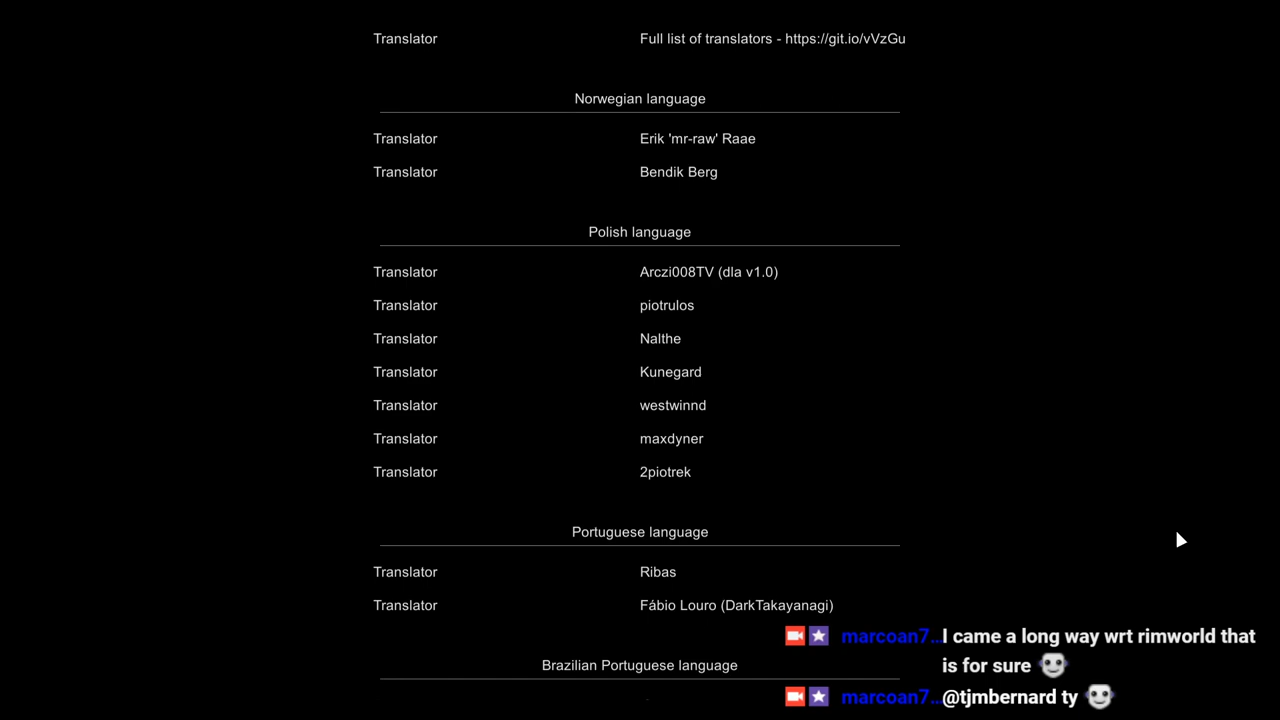 Translator Full list of translators - https://git.io/vVzGu
Norwegian language
Translator Erik 'mr-raw' Raae
Translator Bendik Berg
Polish language
Translator Arczi008TV (dla v1.0)
Translator piotrulos
Translator Nalthe
Translator Kunegard
Translator westwinnd
Translator maxdyner
Translator 2piotrek
Portuguese language
Translator Ribas
Translator Fábio Louro (DarkTakayanagi)
Brazilian Portuguese language
marcoan7... I came a long way wrt rimworld that
is for sure
marcoan7... @tjmbernard ty